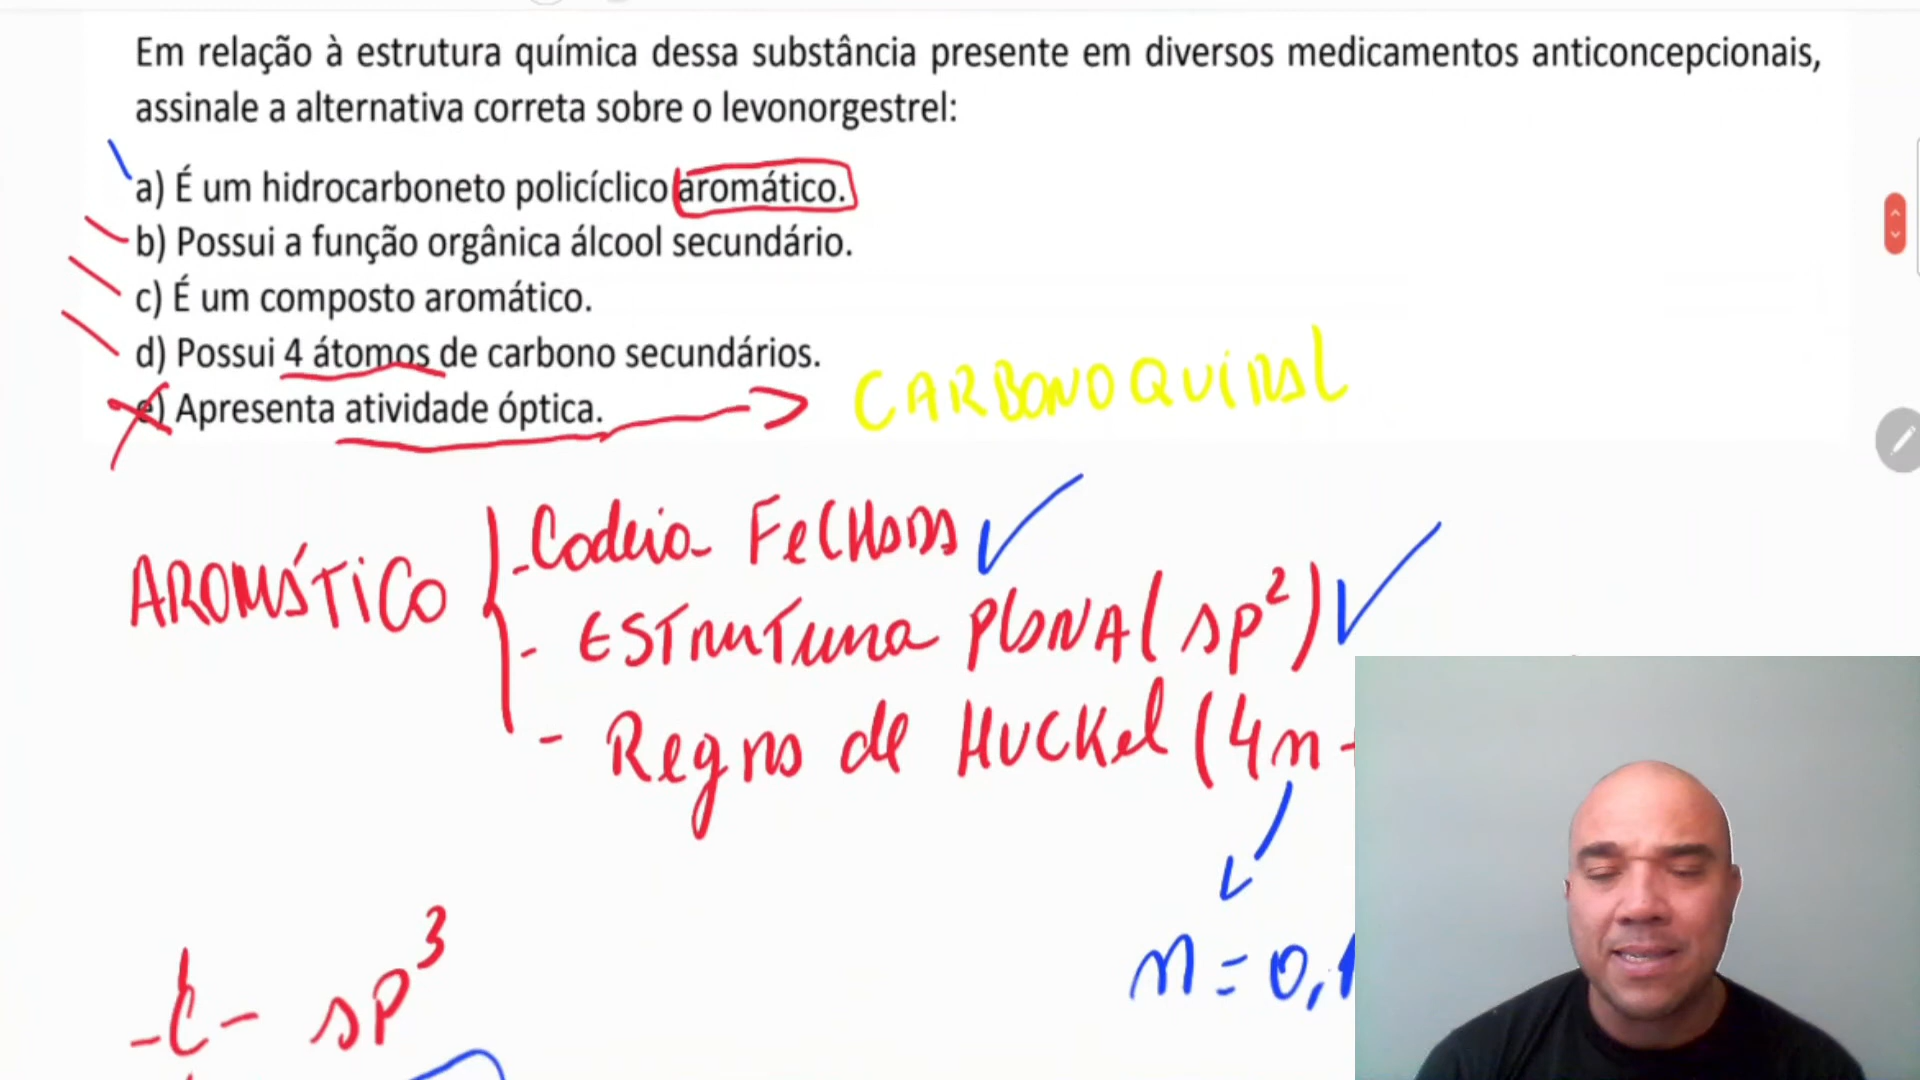 Em relação à estrutura química dessa substância presente em diversos medicamentos anticoncepcionais,
assinale a alternativa correta sobre o levonorgestrel:
a) É um hidrocarboneto policíclico aromático.
b) Possui a função orgânica álcool secundário.
c) É um composto aromático.
d) Possui 4 átomos de carbono secundários.
e) Apresenta atividade óptica.
CARBONO QUIRAL
AROMÁTICO
- Cadeia FeCHADA
- ESTRUTURA PLANA (sp²)
- Regra de HUCKel (4n
n = 0,1
- C - sp³